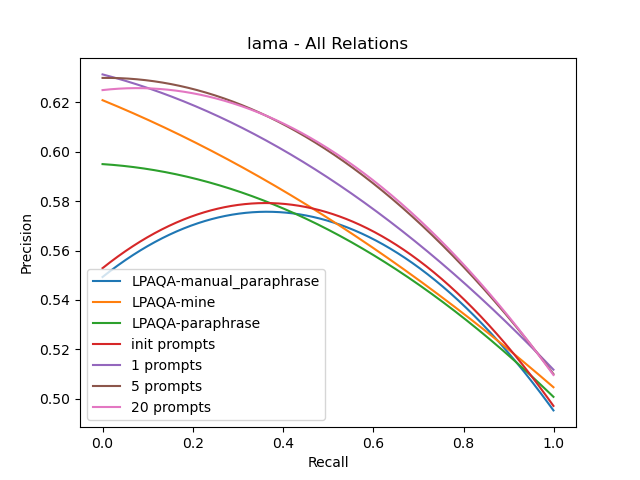 lama - All Relations
Precision
0.62
0.60
0.58
0.56
0.54
0.52
0.50
LPAQA-manual_paraphrase
LPAQA-mine
LPAQA-paraphrase
init prompts
1 prompts
5 prompts
20 prompts
0.0 0.2 0.4 0.6 0.8 1.0
Recall